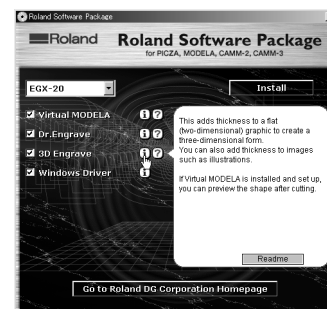 Roland Software Package
Roland
Roland Software Package
for PICZA, MODELA, CAMM-2, CAMM-3
EGX-20
Install
Virtual MODELA
Dr.Engrave
3D Engrave
Windows Driver
This adds thickness to a flat
(two-dimensional) graphic to create a
three-dimensional form.
You can also add thickness to images
such as illustrations.
If Virtual MODELA is installed and set up,
you can preview the shape after cutting.
Readme
Go to Roland DG Corporation Homepage